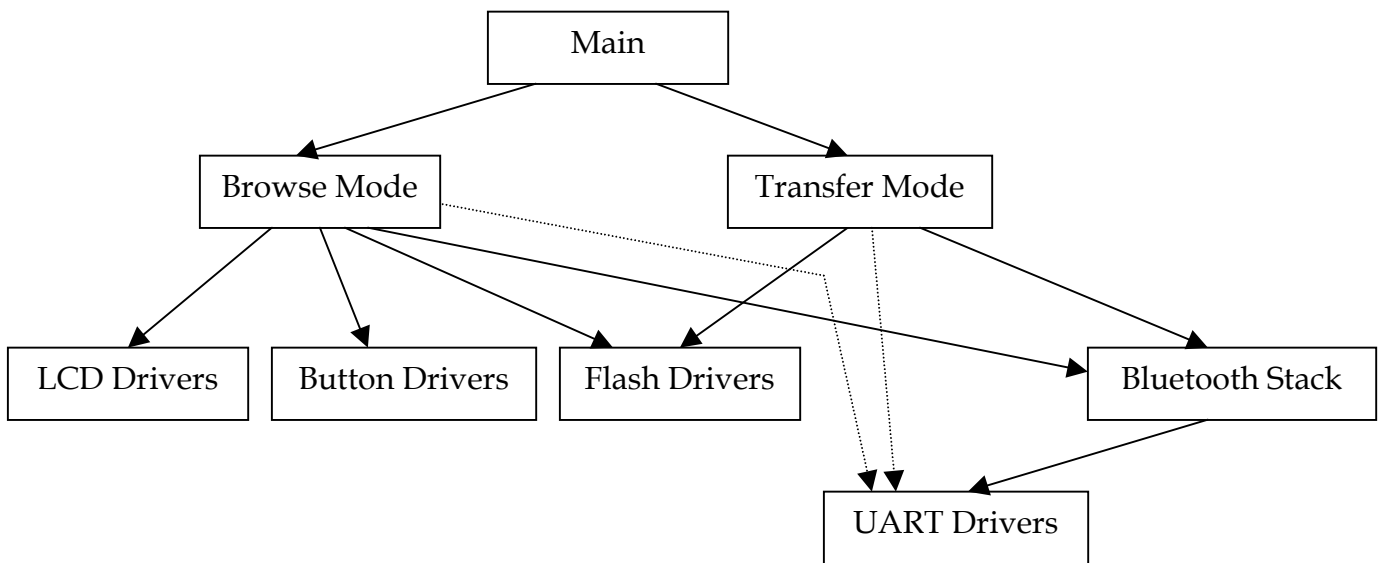 Main
Browse Mode
Transfer Mode
LCD Drivers
Button Drivers
Flash Drivers
Bluetooth Stack
UART Drivers